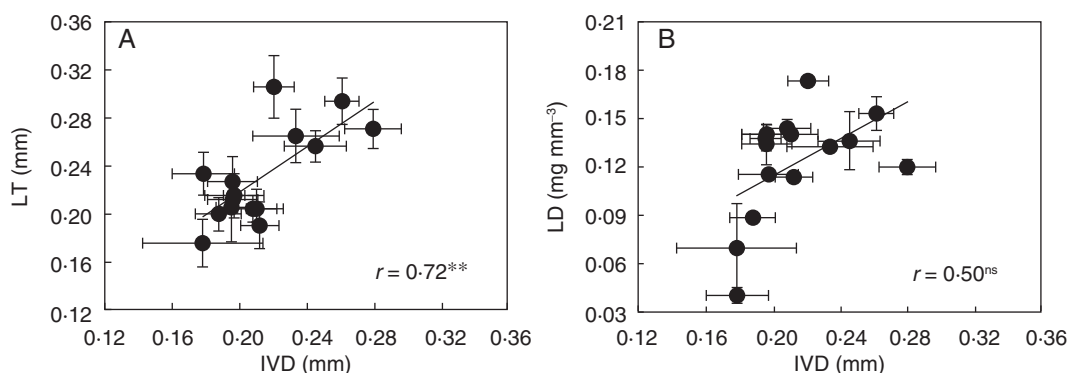 A
LT (mm)
0·36
0·32
0·28
0·24
0·20
0·16
0·12
r = 0·72**
0·12 0·16 0·20 0·24 0·28 0·32 0·36
IVD (mm)
B
LD (mg mm⁻³)
0·21
0·18
0·15
0·12
0·09
0·06
0·03
r = 0·50ⁿˢ
0·12 0·16 0·20 0·24 0·28 0·32 0·36
IVD (mm)